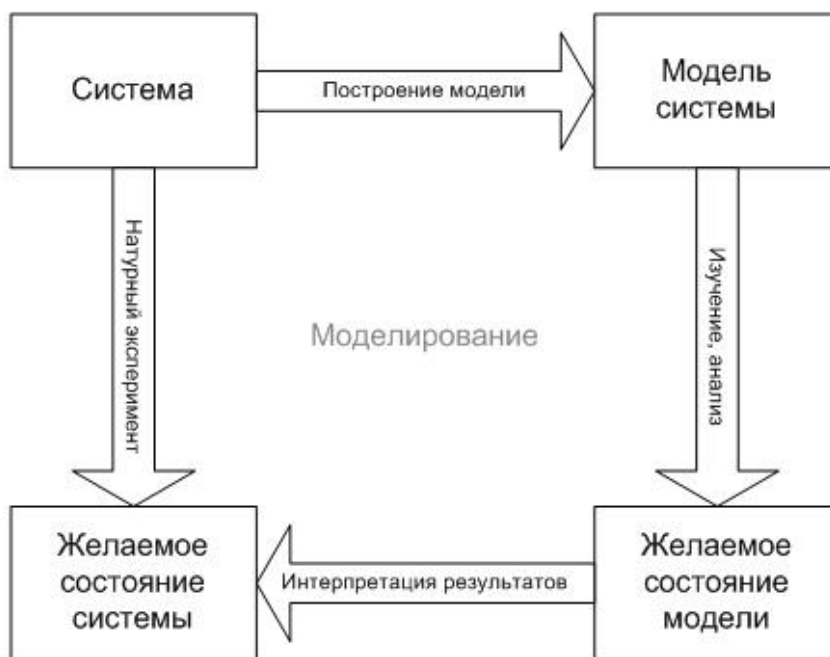 Система
Построение модели
Модель
системы
Натурный эксперимент
Моделирование
Изучение, анализ
Желаемое
состояние
системы
Интерпретация результатов
Желаемое
состояние
модели